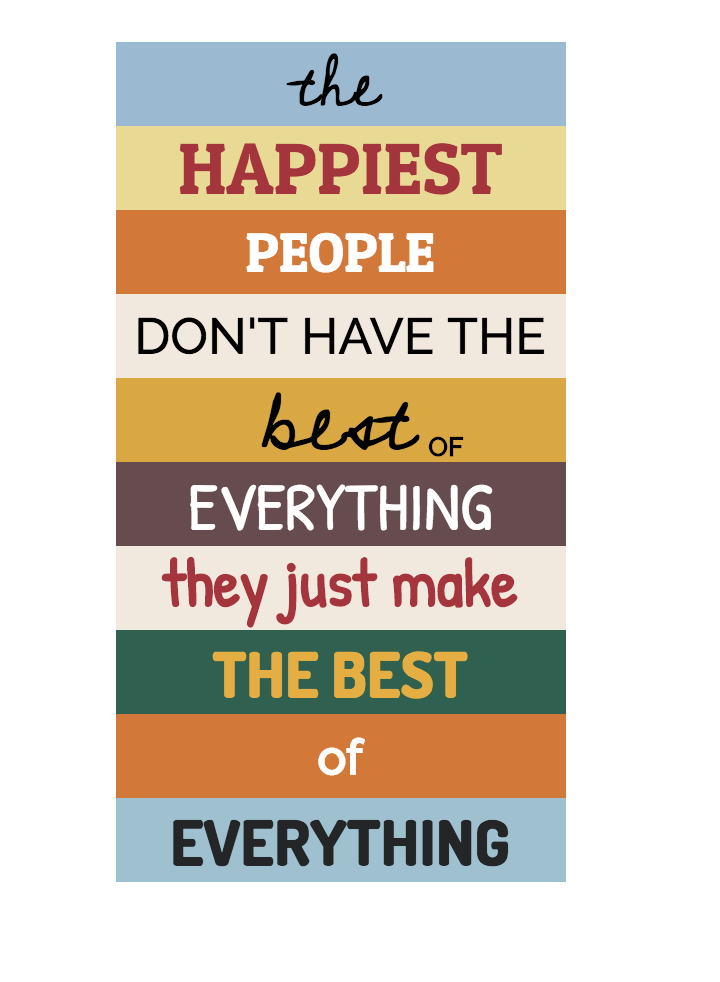 the
HAPPIEST
PEOPLE
DON'T HAVE THE
best OF
EVERYTHING
they just make
THE BEST
of
EVERYTHING